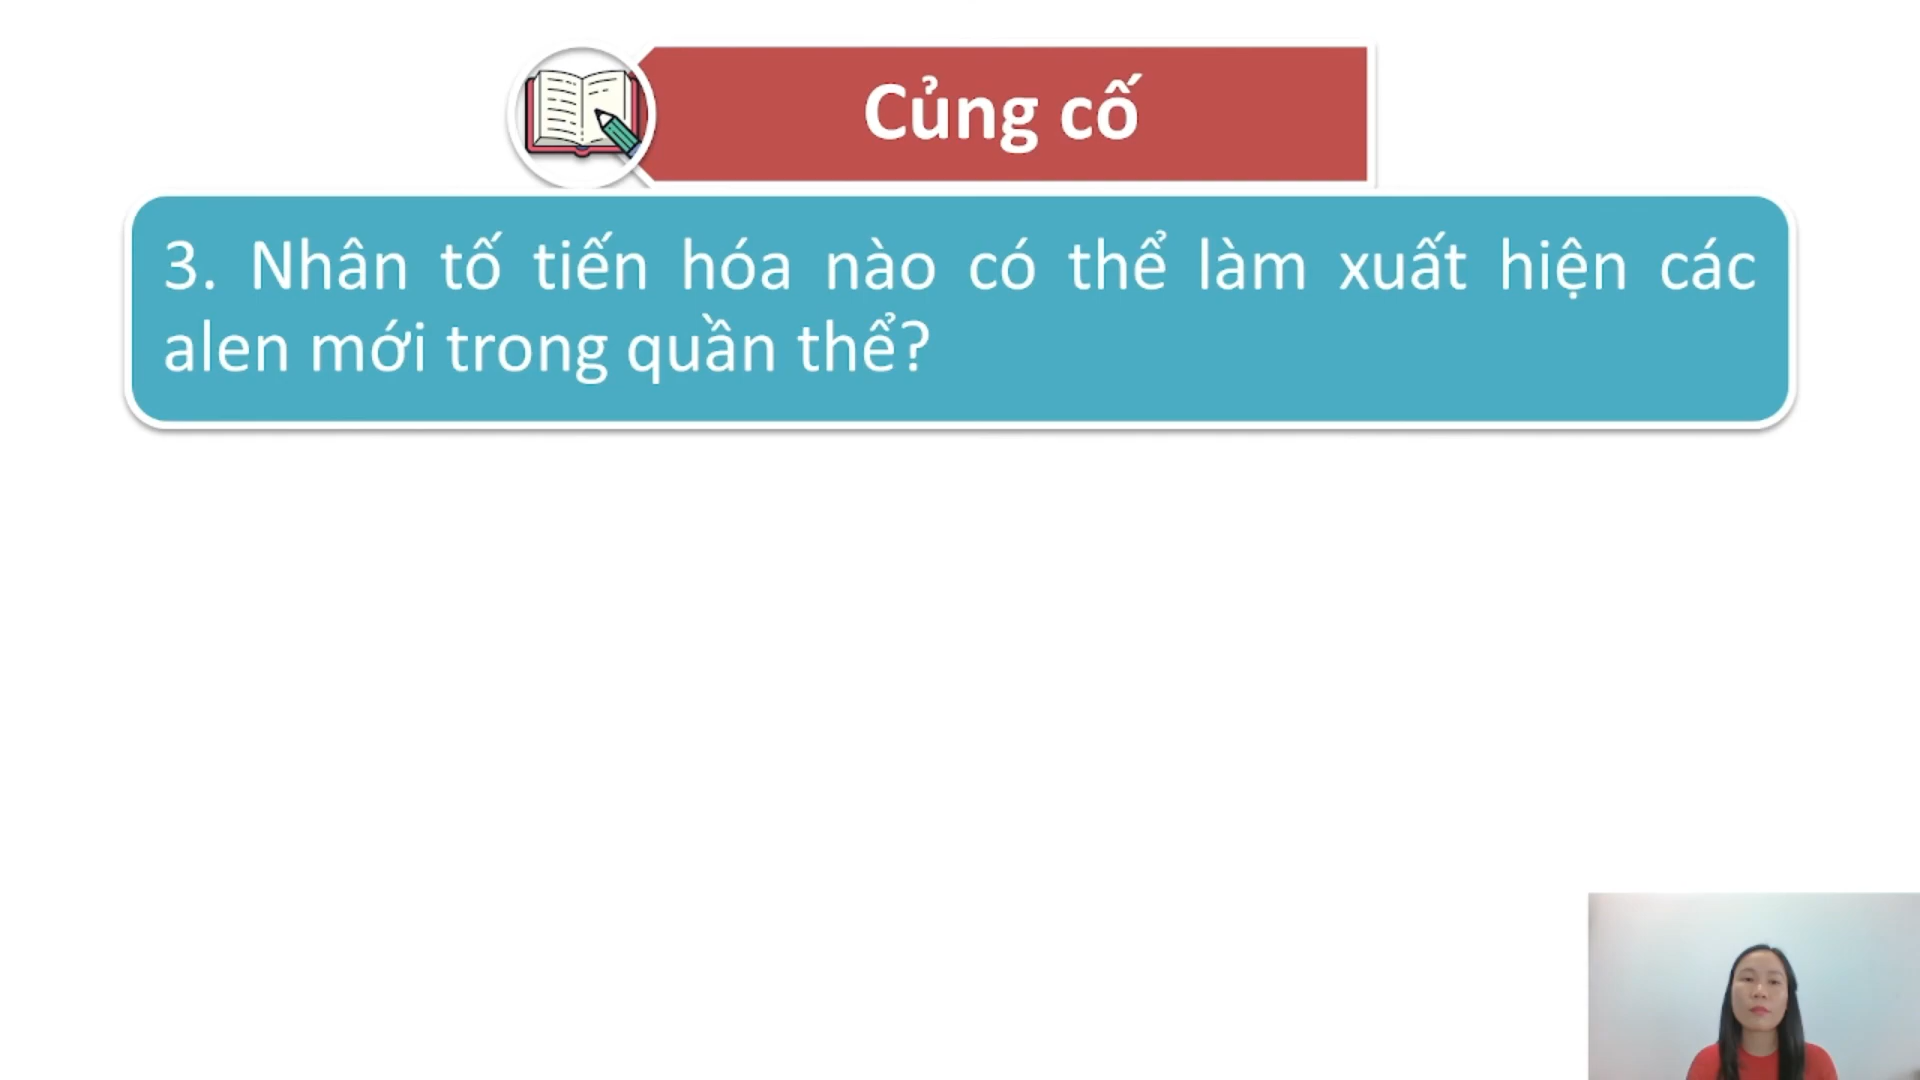 Củng cố
3. Nhân tố tiến hóa nào có thể làm xuất hiện các
alen mới trong quần thể?